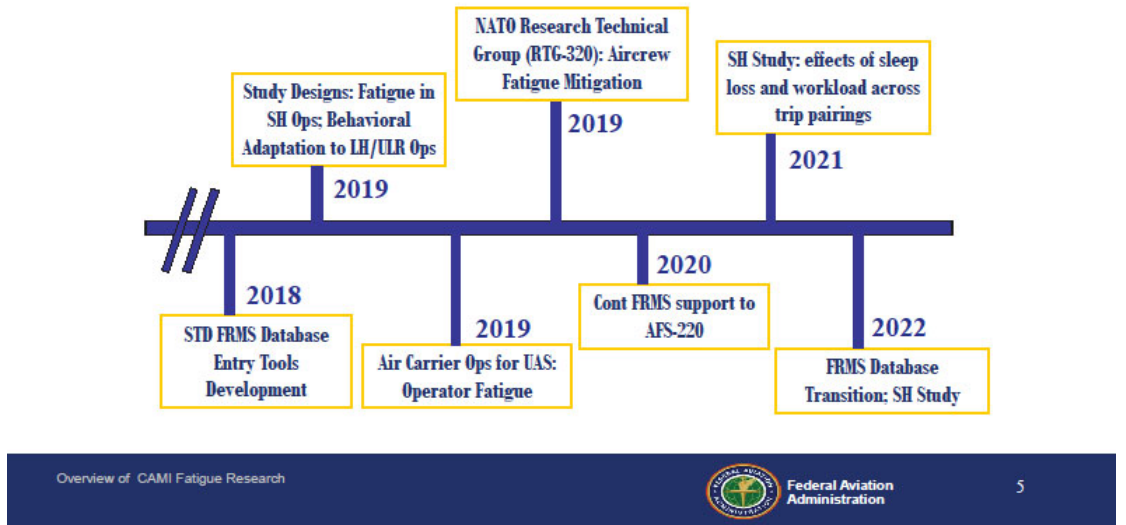 NATO Research Technical
Group (RTG-320): Aircrew
Fatigue Mitigation
2019
SH Study: effects of sleep
loss and workload across
trip pairings
2021
Study Designs: Fatigue in
SH Ops; Behavioral
Adaptation to LH/ULR Ops
2019
2018
STD FRMS Database
Entry Tools
Development
2019
Air Carrier Ops for UAS:
Operator Fatigue
2020
Cont FRMS support to
AFS-220
2022
FRMS Database
Transition; SH Study
Overview of CAMI Fatigue Research
FEDERAL AVIATION
ADMINISTRATION
Federal Aviation
Administration
5